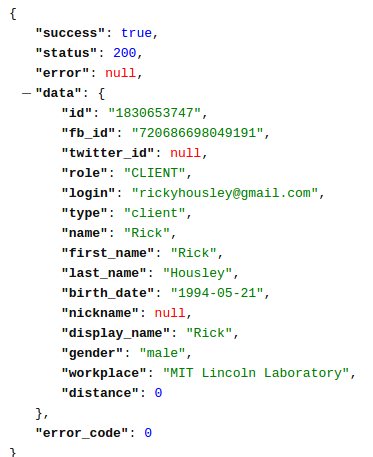 {
"success": true,
"status": 200,
"error": null,
– "data": {
"id": "1830653747",
"fb_id": "720686698049191",
"twitter_id": null,
"role": "CLIENT",
"login": "rickyhousley@gmail.com",
"type": "client",
"name": "Rick",
"first_name": "Rick",
"last_name": "Housley",
"birth_date": "1994-05-21",
"nickname": null,
"display_name": "Rick",
"gender": "male",
"workplace": "MIT Lincoln Laboratory",
"distance": 0
},
"error_code": 0
}